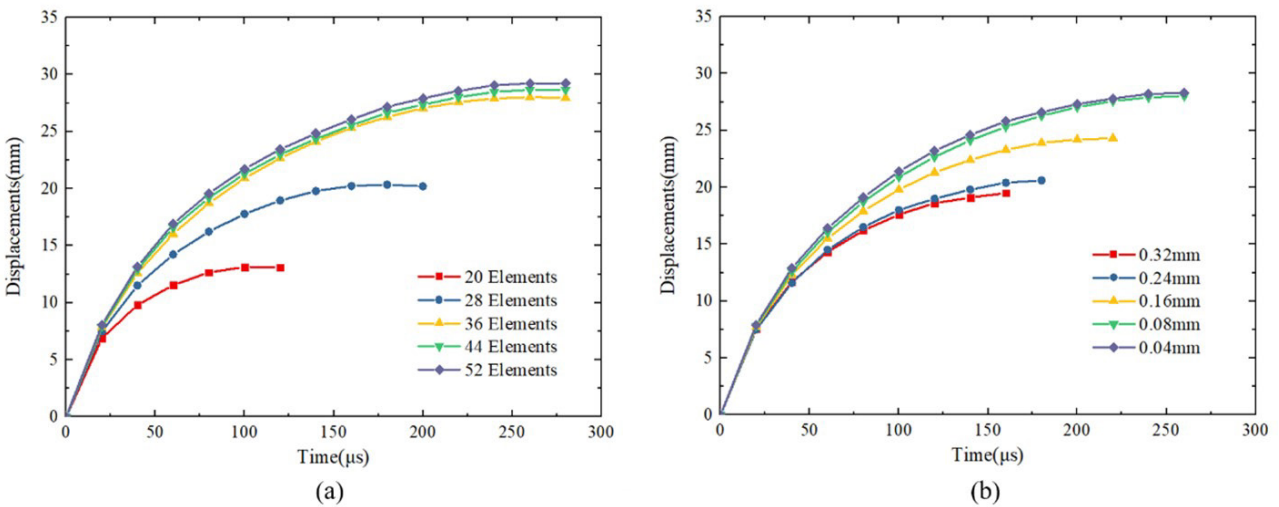 35
30
25
20
15
10
5
0
Displacements(mm)
20 Elements
28 Elements
36 Elements
44 Elements
52 Elements
0 50 100 150 200 250 300
Time(μs)
(a)
35
30
25
20
15
10
5
0
Displacements(mm)
0.32mm
0.24mm
0.16mm
0.08mm
0.04mm
0 50 100 150 200 250 300
Time(μs)
(b)